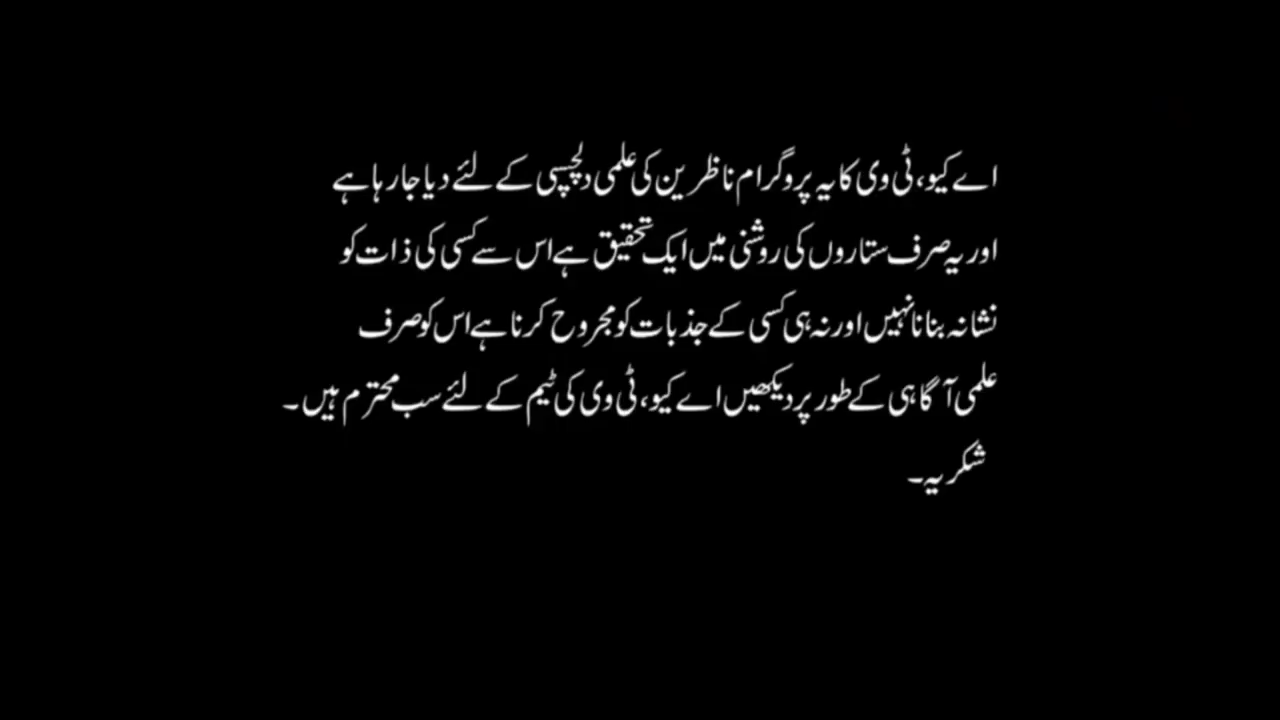 اے کیو، ٹی وی کا یہ پروگرام ناظرین کی علمی دلچسپی کے لئے دیا جا رہا ہے
اور یہ صرف ستاروں کی روشنی میں ایک تحقیق ہے اس سے کسی کی ذات کو
نشانہ بنانا نہیں اور نہ ہی کسی کے جذبات کو مجروح کرنا ہے اس کو صرف
علمی آگاہی کے طور پر دیکھیں اے کیو، ٹی وی کی ٹیم کے لئے سب محترم ہیں۔
شکریہ۔